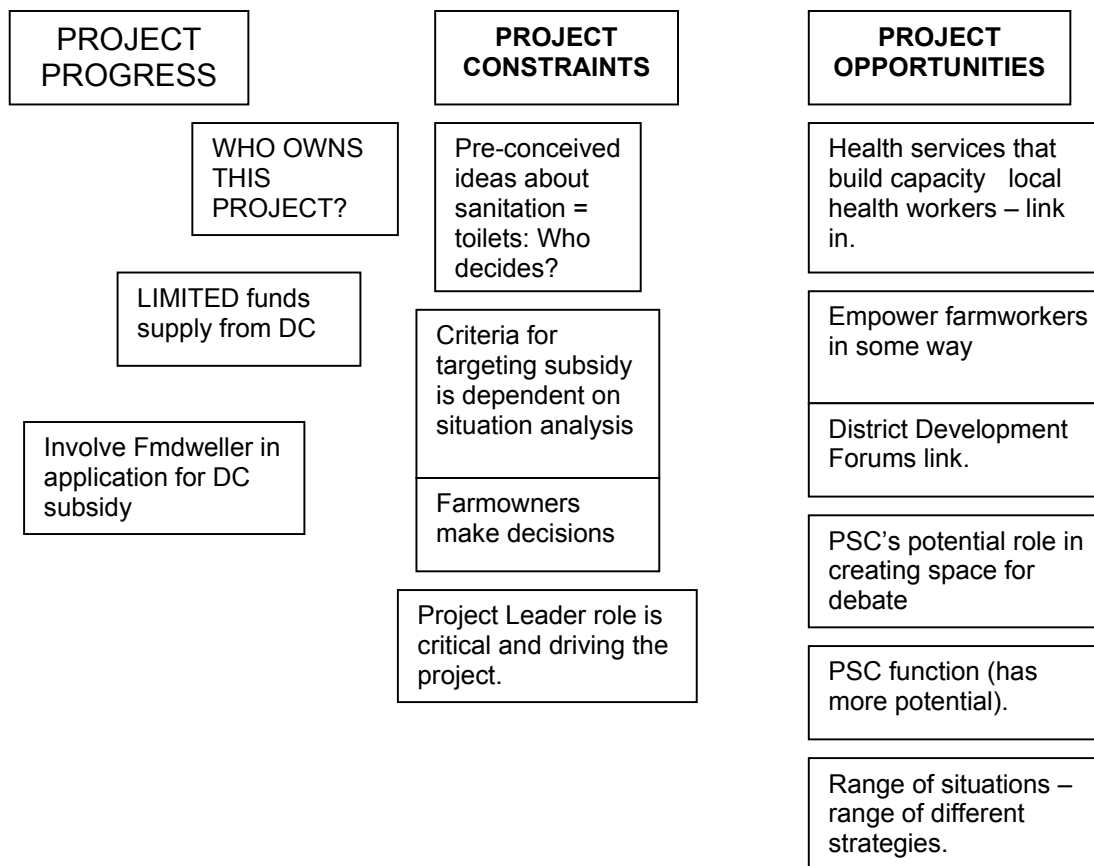 PROJECT
PROGRESS
WHO OWNS
THIS
PROJECT?
LIMITED funds
supply from DC
Involve Fmdweller in
application for DC
subsidy
PROJECT
CONSTRAINTS
Pre-conceived
ideas about
sanitation =
toilets: Who
decides?
Criteria for
targeting subsidy
is dependent on
situation analysis
Farmowners
make decisions
Project Leader role is
critical and driving the
project.
PROJECT
OPPORTUNITIES
Health services that
build capacity local
health workers – link
in.
Empower farmworkers
in some way
District Development
Forums link.
PSC's potential role in
creating space for
debate
PSC function (has
more potential).
Range of situations –
range of different
strategies.